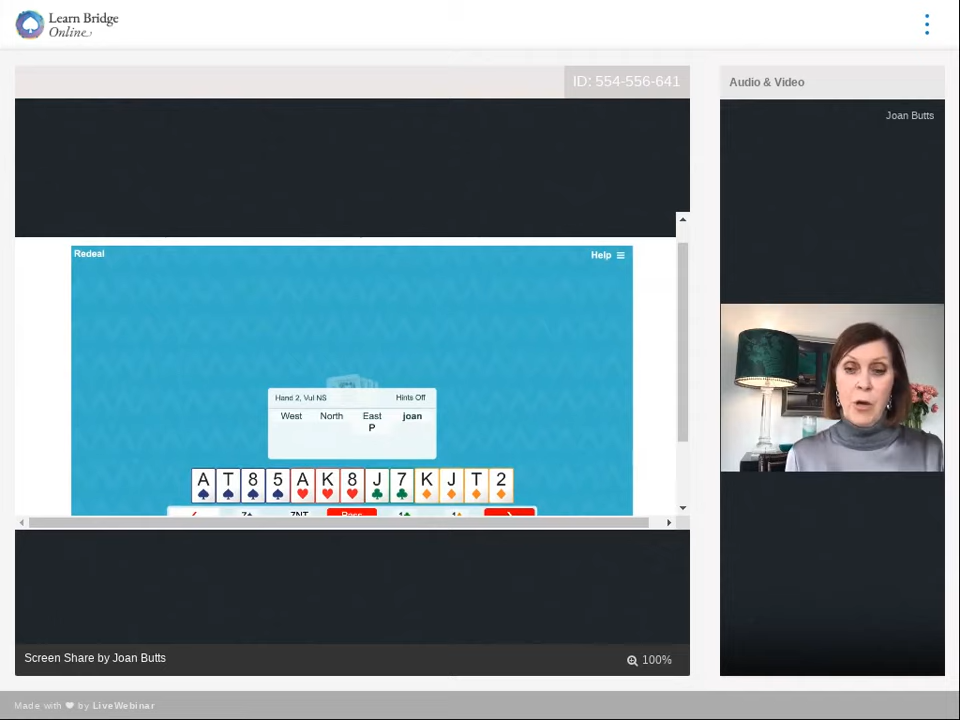 Learn Bridge
Online
ID: 554-556-641
Audio & Video
Joan Butts
Redeal
Help
Hand 2, Vul NS
Hints Off
West North East joan
P
A T 8 5 A K 8 J 7 K J T 2
7NT Pass
Screen Share by Joan Butts
100%
Made with by LiveWebinar